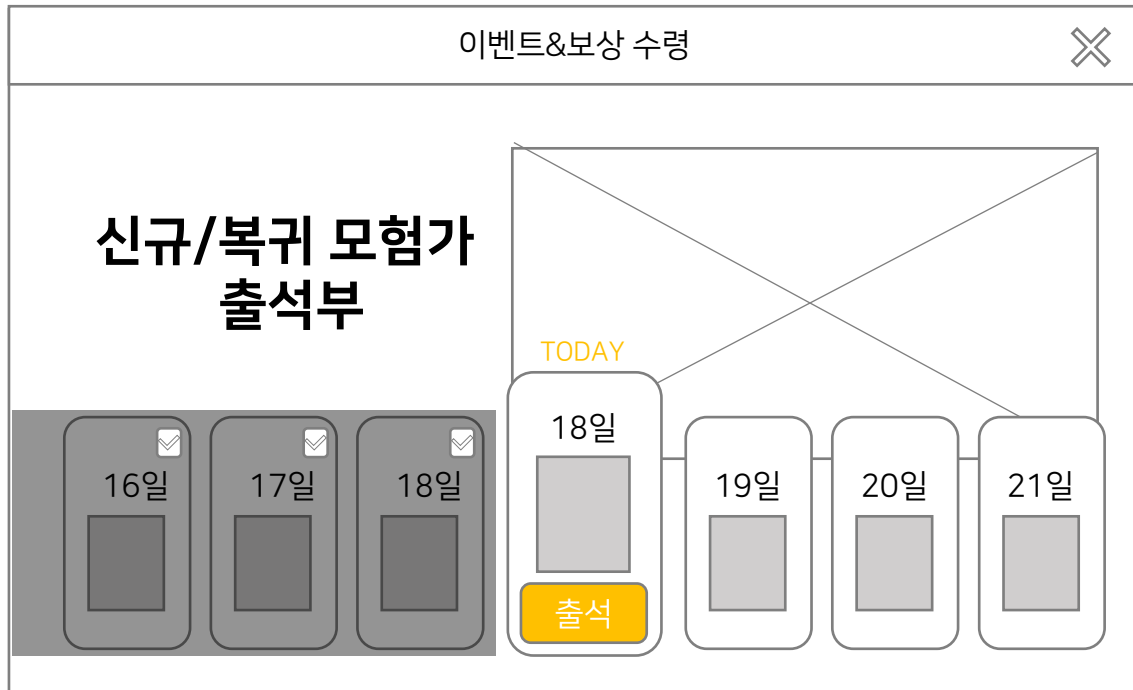 이벤트&보상 수령
신규/복귀 모험가
출석부
TODAY
16일
17일
18일
18일
19일
20일
21일
출석